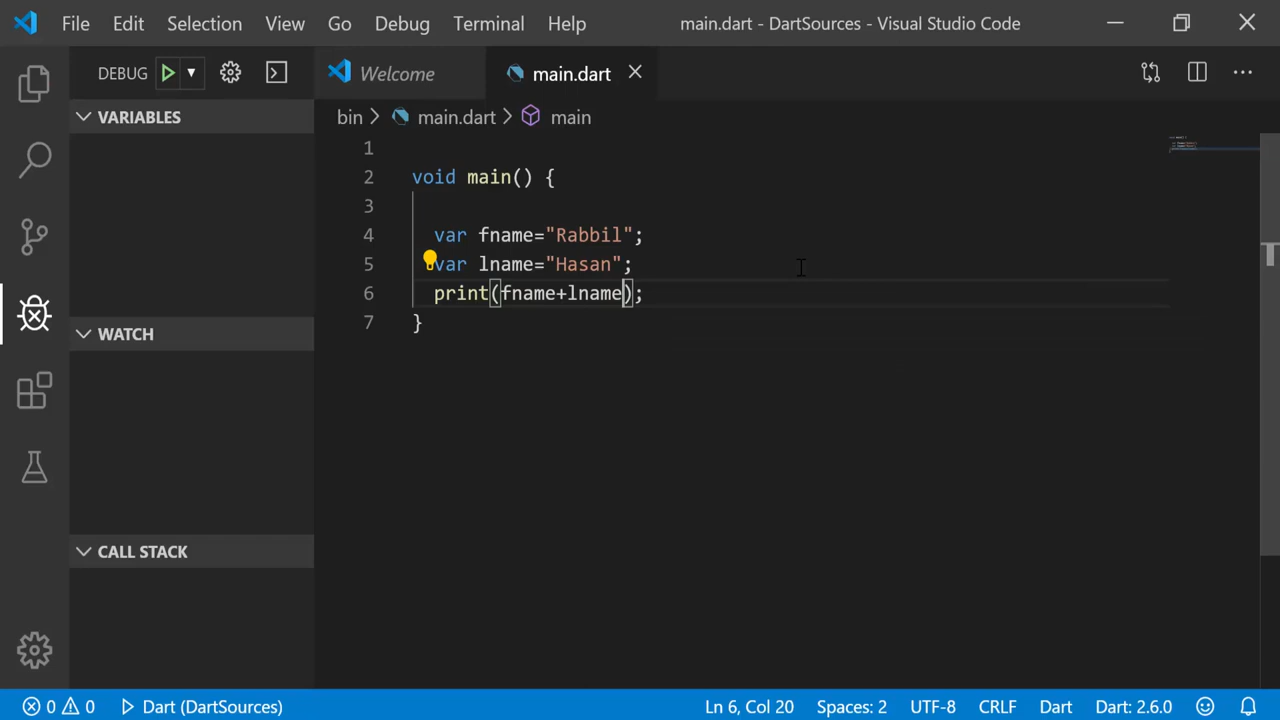 File Edit Selection View Go Debug Terminal Help main.dart - DartSources - Visual Studio Code
DEBUG Welcome main.dart
VARIABLES
bin > main.dart > main
1
2 void main() {
3
4 var fname="Rabbil";
5 var lname="Hasan";
6 print(fname+lname);
7 }
WATCH
CALL STACK
0 0 Dart (DartSources) Ln 6, Col 20 Spaces: 2 UTF-8 CRLF Dart Dart: 2.6.0